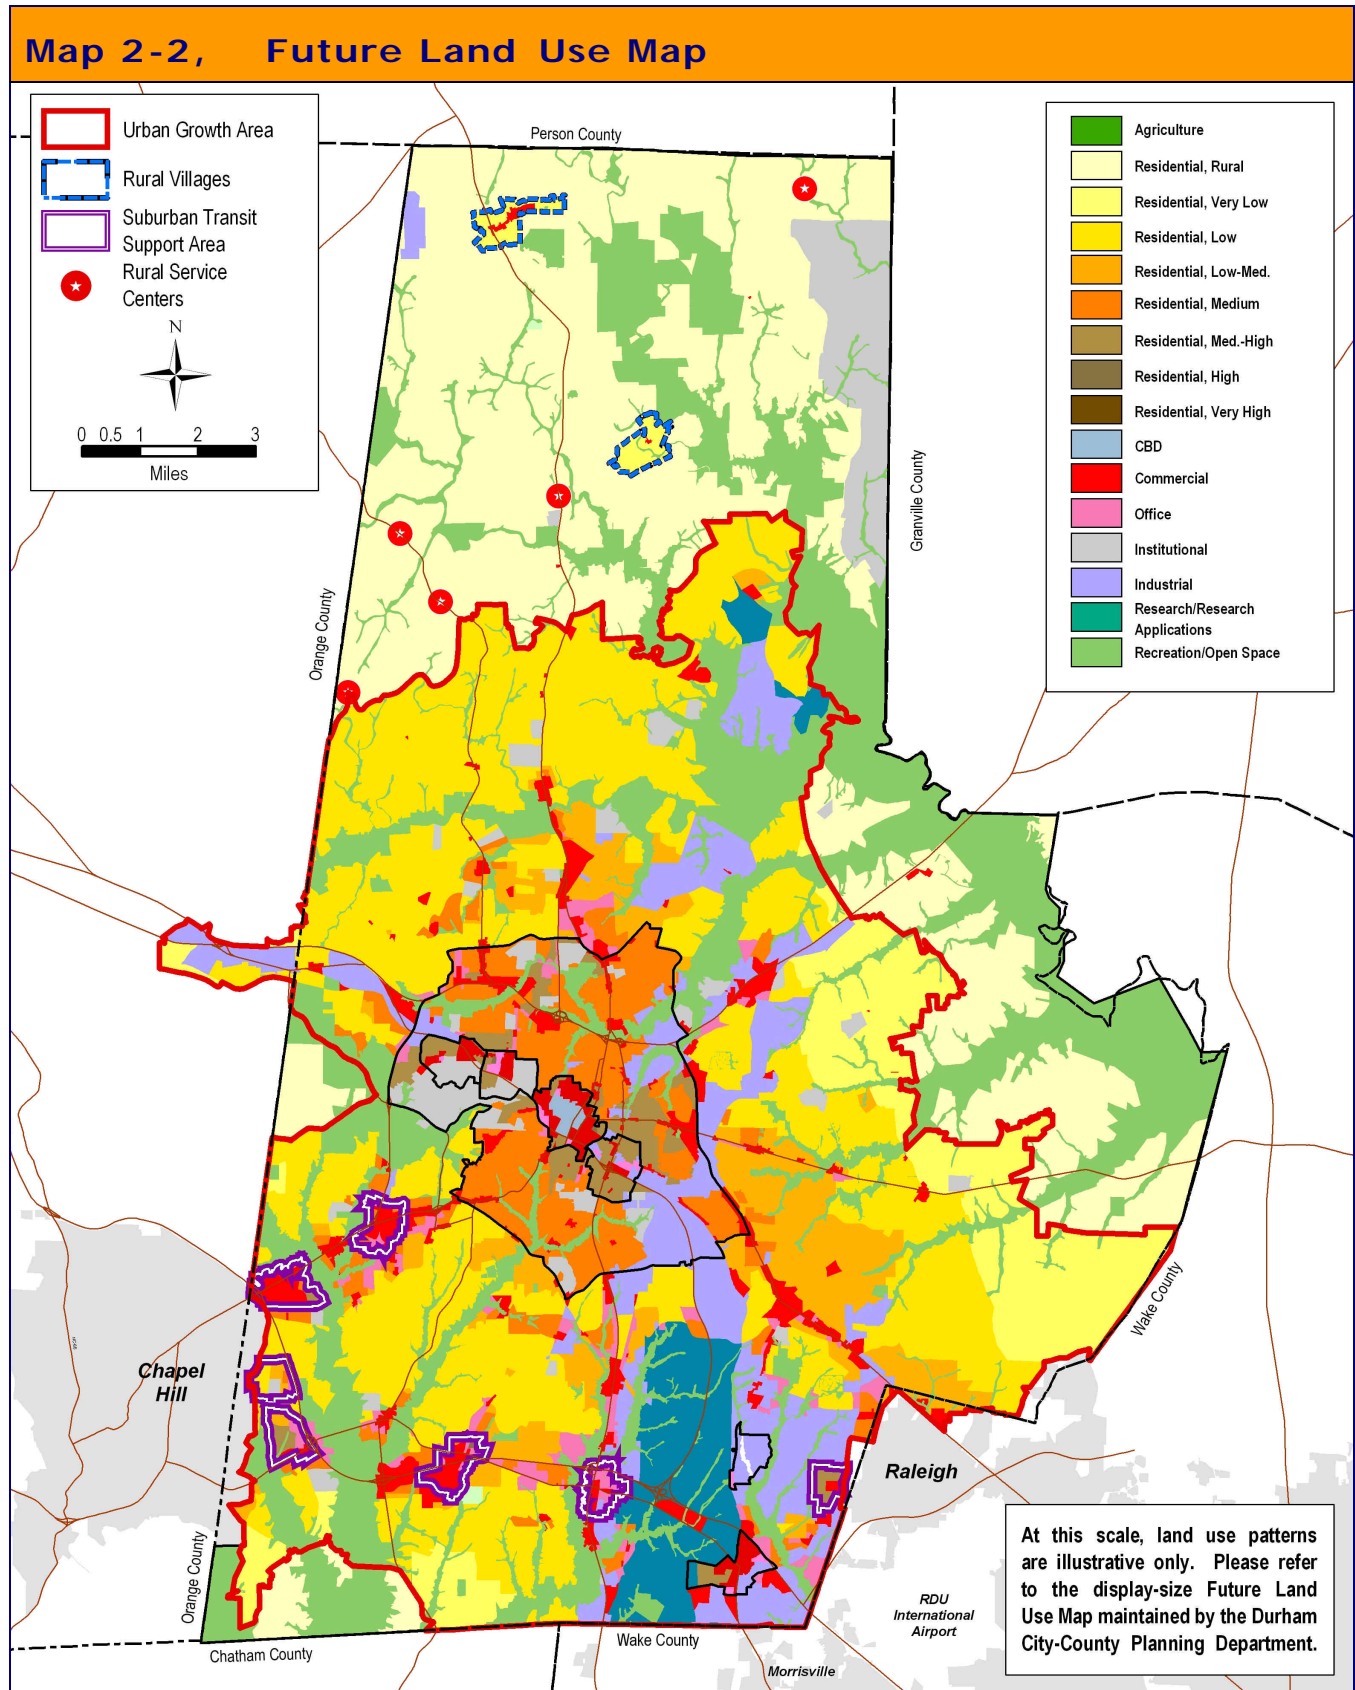 Map 2-2, Future Land Use Map
Urban Growth Area
Rural Villages
Suburban Transit
Support Area
Rural Service
Centers
N
0 0.5 1 2 3
Miles
Person County
Agriculture
Residential, Rural
Residential, Very Low
Residential, Low
Residential, Low-Med.
Residential, Medium
Residential, Med.-High
Residential, High
Residential, Very High
CBD
Commercial
Office
Institutional
Industrial
Research/Research
Applications
Recreation/Open Space
Granville County
Orange County
Wake County
Chapel
Hill
Raleigh
Orange County
Chatham County
Wake County
RDU
International
Airport
Morrisville
At this scale, land use patterns
are illustrative only. Please refer
to the display-size Future Land
Use Map maintained by the Durham
City-County Planning Department.